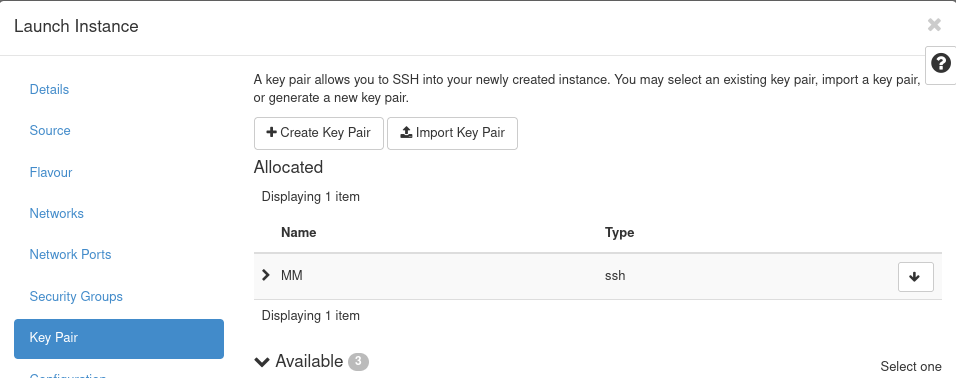 Launch Instance
Details
Source
Flavour
Networks
Network Ports
Security Groups
Key Pair
A key pair allows you to SSH into your newly created instance. You may select an existing key pair, import a key pair,
or generate a new key pair.
Create Key Pair
Import Key Pair
Allocated
Displaying 1 item
Name Type
MM ssh
Displaying 1 item
Available 3
Select one